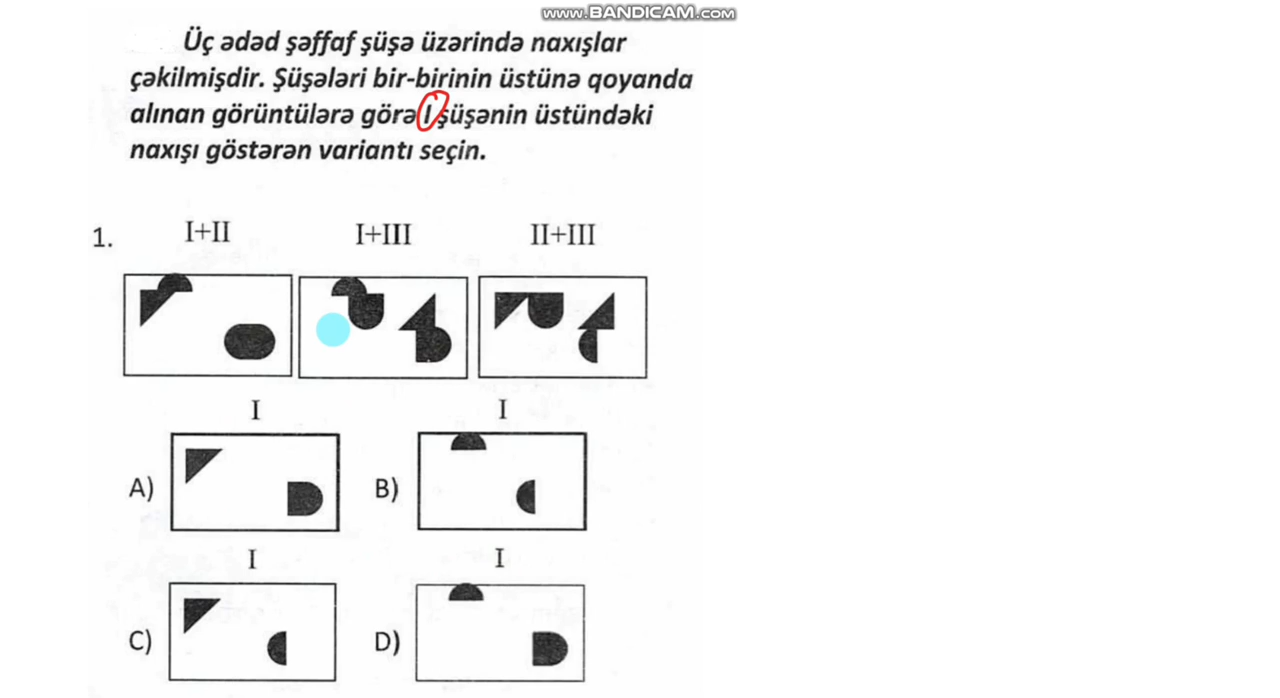 www.BANDICAM.com
Üç ədəd şəffaf şüşə üzərində naxışlar
çəkilmişdir. Şüşələri bir-birinin üstünə qoyanda
alınan görüntülərə görə I şüşənin üstündəki
naxışı göstərən variantı seçin.
1. I+II I+III II+III
I I
A) B)
I I
C) D)